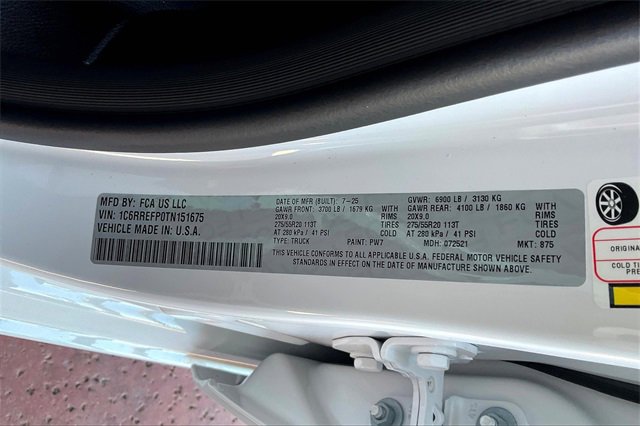 MFD BY: FCA US LLC
VIN: 1C6RREFP0TN151675
VEHICLE MADE IN U.S.A.
DATE OF MFR (BUILT): 7-25
GAWR FRONT: 3700 LB / 1679 KG
20X9.0 RIMS
275/55R20 113T TIRES
AT 280 kPa / 41 PSI COLD
TYPE: TRUCK PAINT: PW7
GVWR: 6900 LB / 3130 KG
GAWR REAR: 4100 LB / 1860 KG
20X9.0 RIMS
275/55R20 113T TIRES
AT 280 kPa / 41 PSI COLD
MDH: 072521 MKT: 875
THIS VEHICLE CONFORMS TO ALL APPLICABLE U.S.A. FEDERAL MOTOR VEHICLE SAFETY
STANDARDS IN EFFECT ON THE DATE OF MANUFACTURE SHOWN ABOVE.
ORIGINA
COLD TI
PRES